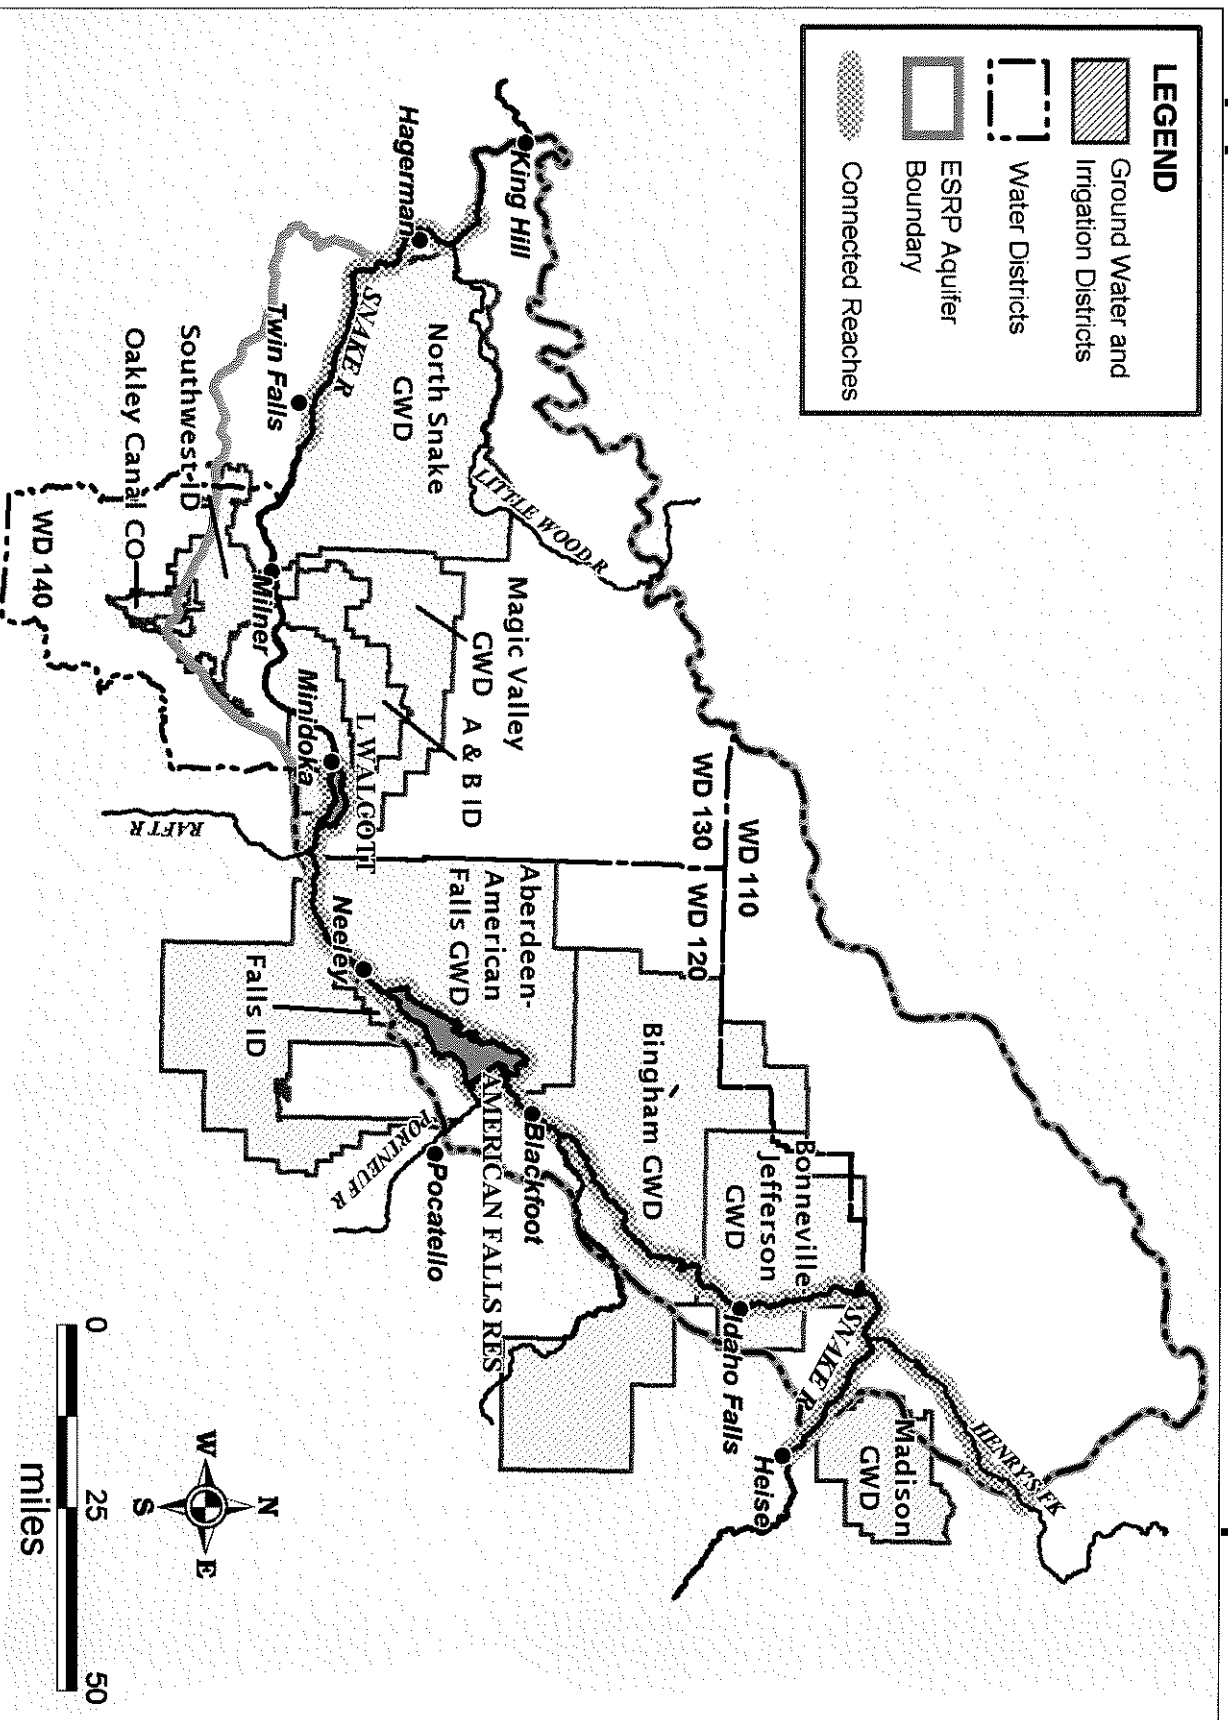 LEGEND
Ground Water and
Irrigation Districts
Water Districts
ESRP Aquifer
Boundary
Connected Reaches
King Hill
Hagerman
Twin Falls
SNAKE R
North Snake
GWD
LITTLE WOOD R
Southwest ID
Oakley Canal CO
WD 140
Milner
Magic Valley
GWD
A & B ID
Minidoka
L WALCOTT
RAFT R
WD 130
WD 110
WD 120
Aberdeen-
American
Falls GWD
Neeley
Falls ID
Bingham GWD
AMERICAN FALLS RES
Blackfoot
PORTNEUF R
Pocatello
Bonneville
Jefferson
GWD
Idaho Falls
SNAKE R
HENRY'S FK
Madison
GWD
Heise
N
W
E
S
0
25
50
miles